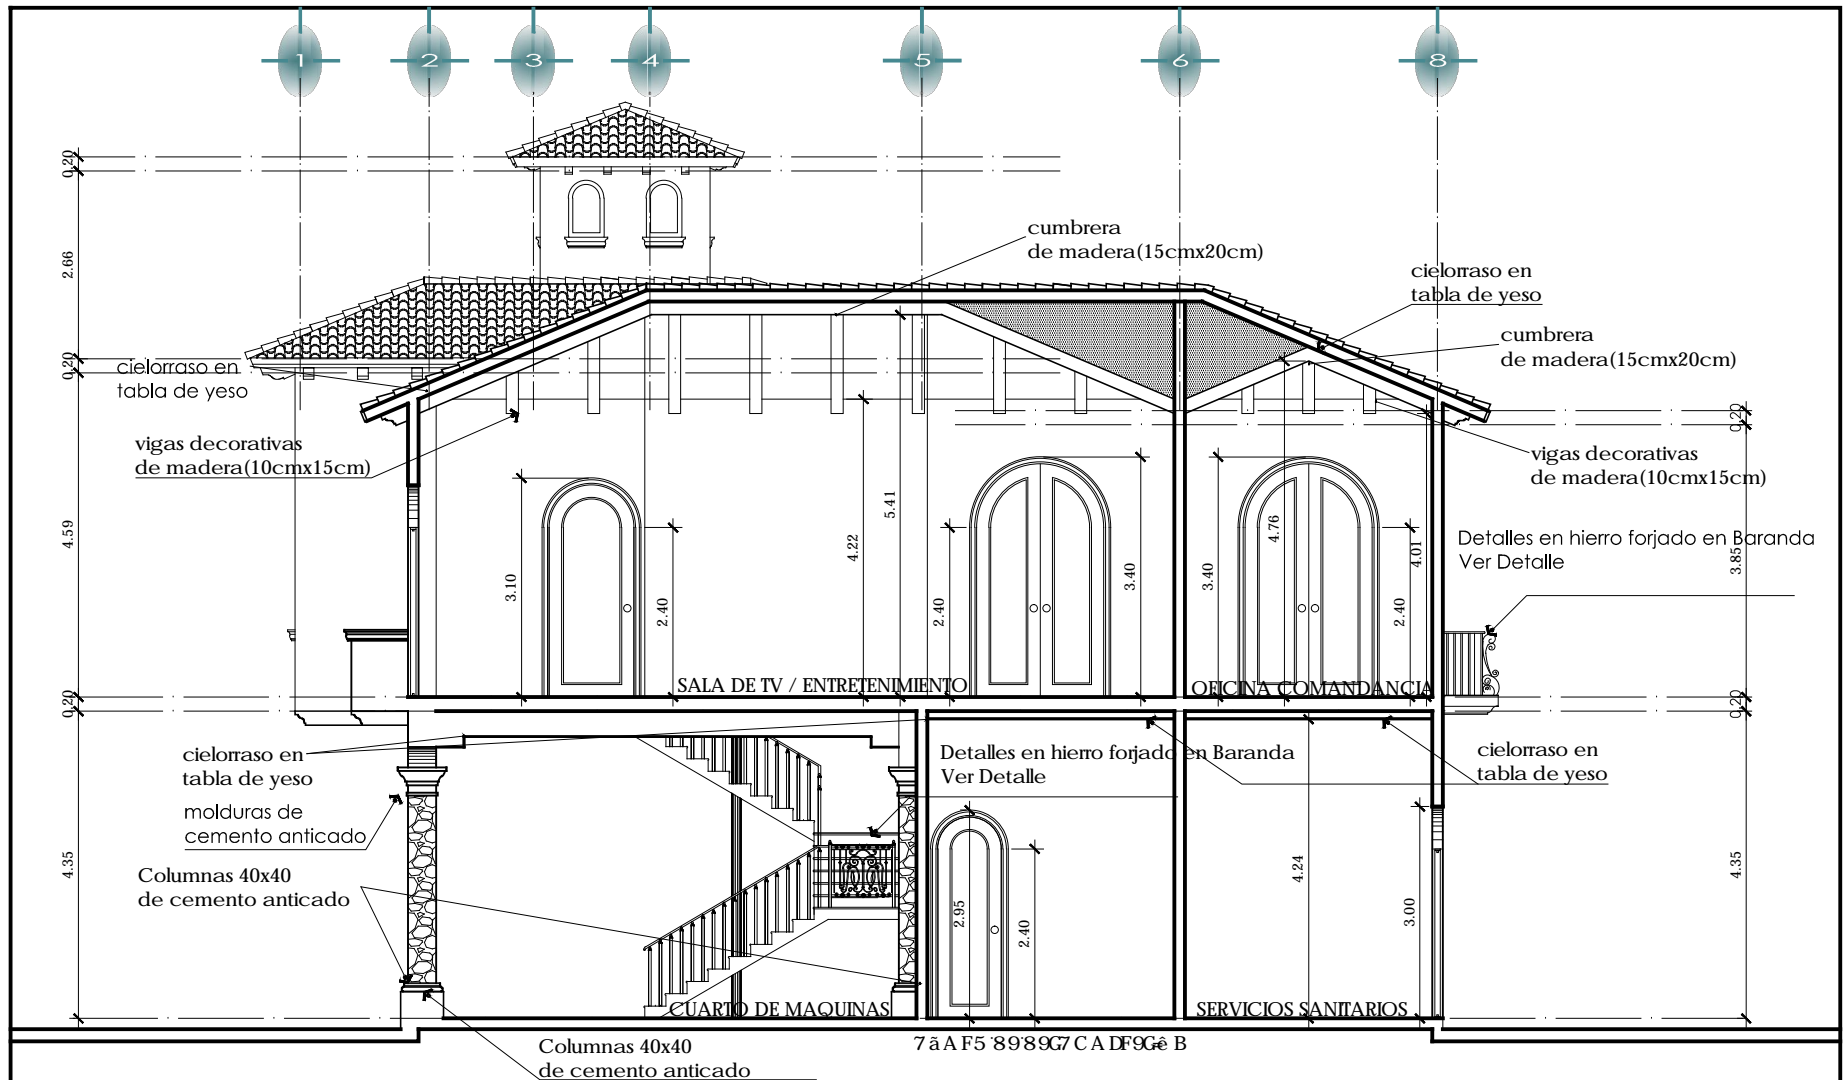 1 2 3 4 5 6 8
0.20
2.66
0.20
4.59
0.20
4.35
cumbrera
de madera(15cmx20cm)
cielorraso en
tabla de yeso
cumbrera
de madera(15cmx20cm)
cielorraso en
tabla de yeso
vigas decorativas
de madera(10cmx15cm)
vigas decorativas
de madera(10cmx15cm)
0.20
3.85
0.20
4.35
Detalles en hierro forjado en Baranda
Ver Detalle
3.10
2.40
4.22
5.41
2.40
3.40
3.40
4.76
2.40
4.01
SALA DE TV / ENTRETENIMIENTO
OFICINA COMANDANCIA
cielorraso en
tabla de yeso
Detalles en hierro forjado en Baranda
Ver Detalle
cielorraso en
tabla de yeso
molduras de
cemento anticado
Columnas 40x40
de cemento anticado
2.95
2.40
4.24
3.00
CUARTO DE MAQUINAS
SERVICIOS SANITARIOS
Columnas 40x40
de cemento anticado